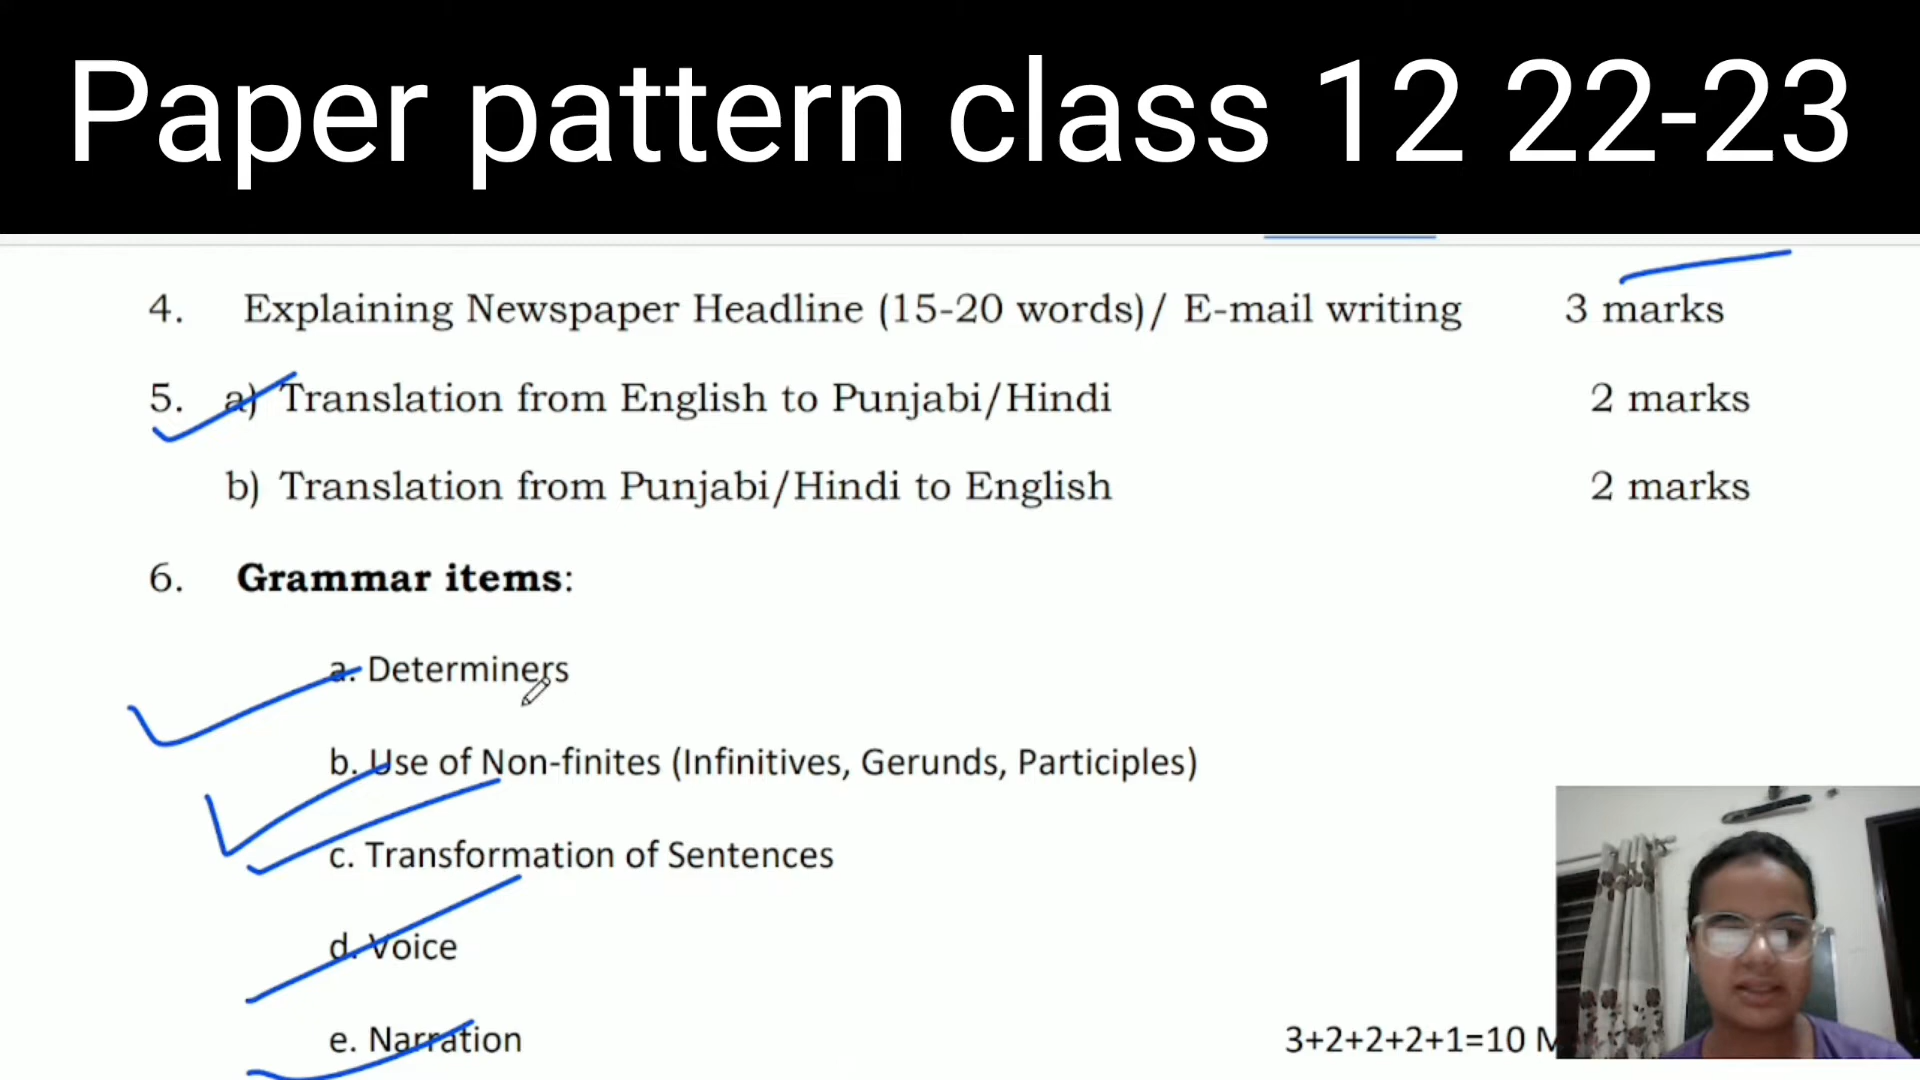 Paper pattern class 12 22-23
4. Explaining Newspaper Headline (15-20 words)/ E-mail writing 3 marks
5. a) Translation from English to Punjabi/Hindi 2 marks
b) Translation from Punjabi/Hindi to English 2 marks
6. Grammar items:
a. Determiners
b. Use of Non-finites (Infinitives, Gerunds, Participles)
c. Transformation of Sentences
d. Voice
e. Narration 3+2+2+2+1=10